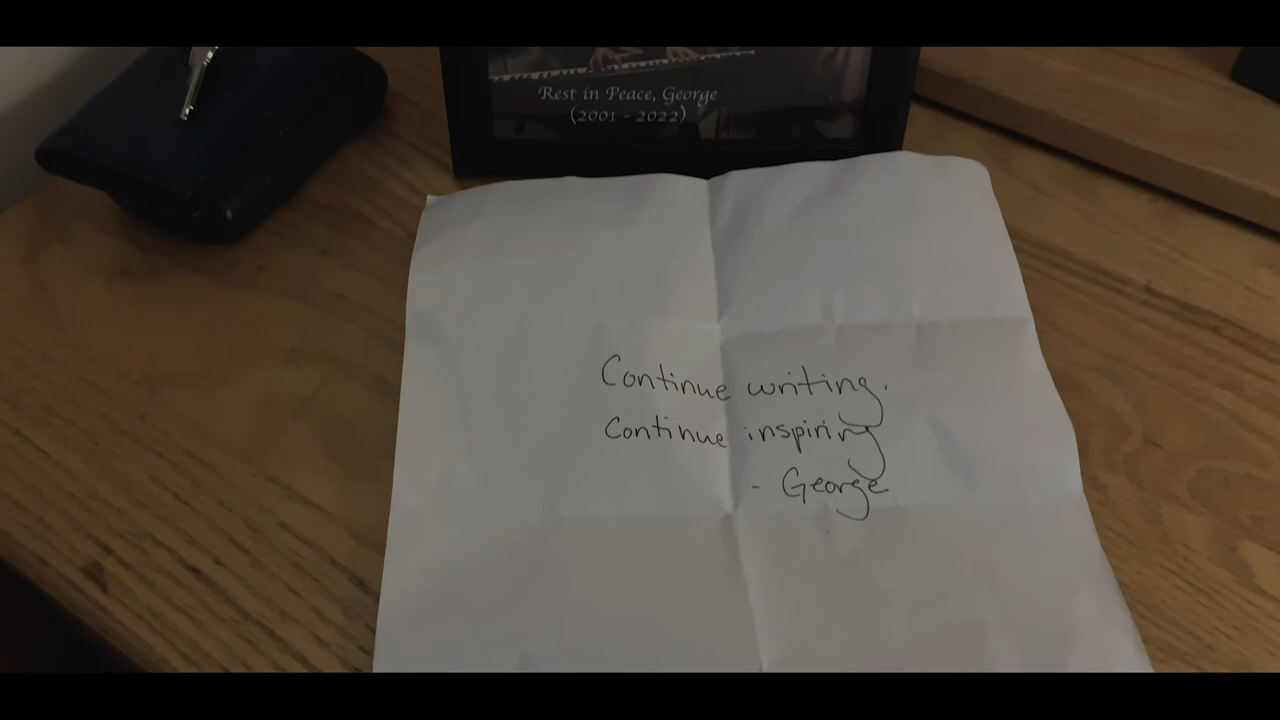 Rest in Peace, George
(2001 - 2022)
Continue writing.
Continue inspiring
- George